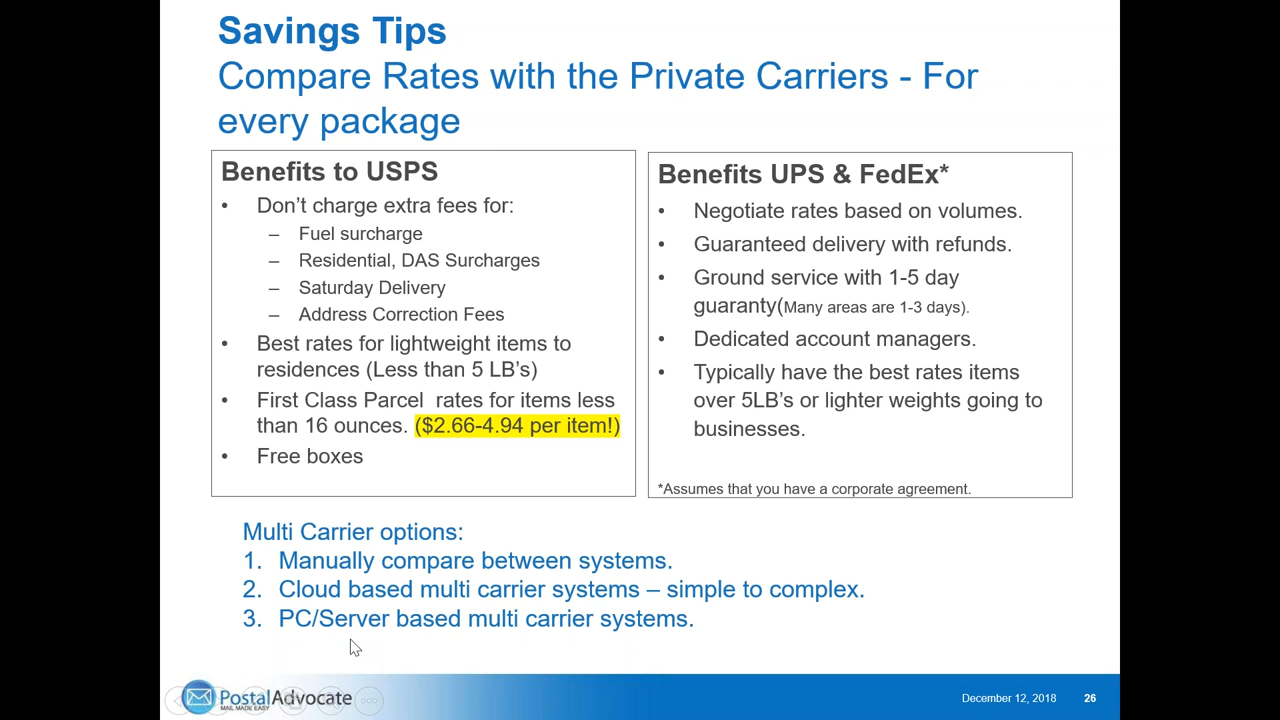 Savings Tips
Compare Rates with the Private Carriers - For
every package
Benefits to USPS
• Don’t charge extra fees for:
– Fuel surcharge
– Residential, DAS Surcharges
– Saturday Delivery
– Address Correction Fees
• Best rates for lightweight items to
residences (Less than 5 LB’s)
• First Class Parcel rates for items less
than 16 ounces. ($2.66-4.94 per item!)
• Free boxes
Benefits UPS & FedEx*
• Negotiate rates based on volumes.
• Guaranteed delivery with refunds.
• Ground service with 1-5 day
guaranty(Many areas are 1-3 days).
• Dedicated account managers.
• Typically have the best rates items
over 5LB’s or lighter weights going to
businesses.
*Assumes that you have a corporate agreement.
Multi Carrier options:
1. Manually compare between systems.
2. Cloud based multi carrier systems – simple to complex.
3. PC/Server based multi carrier systems.
PostalAdvocate
MAIL MADE EASY
December 12, 2018
26